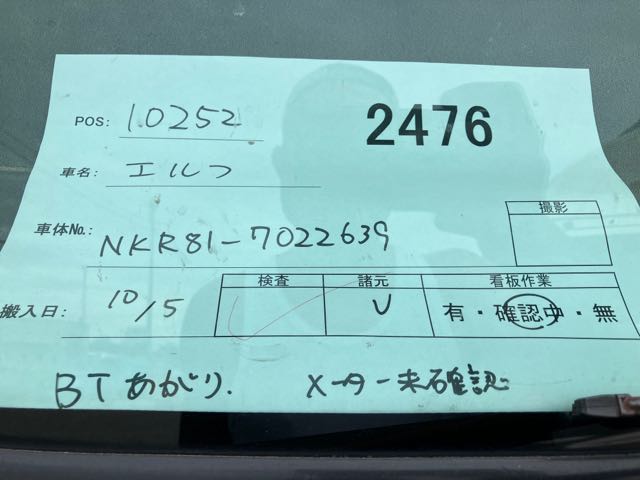 POS: 10252
2476
車名: エルフ
車体No.: NKR81-7022639
撮影
搬入日: 10/5
検査 諸元 看板作業
レ 有・確認中・無
BTあがり. メーター未確認